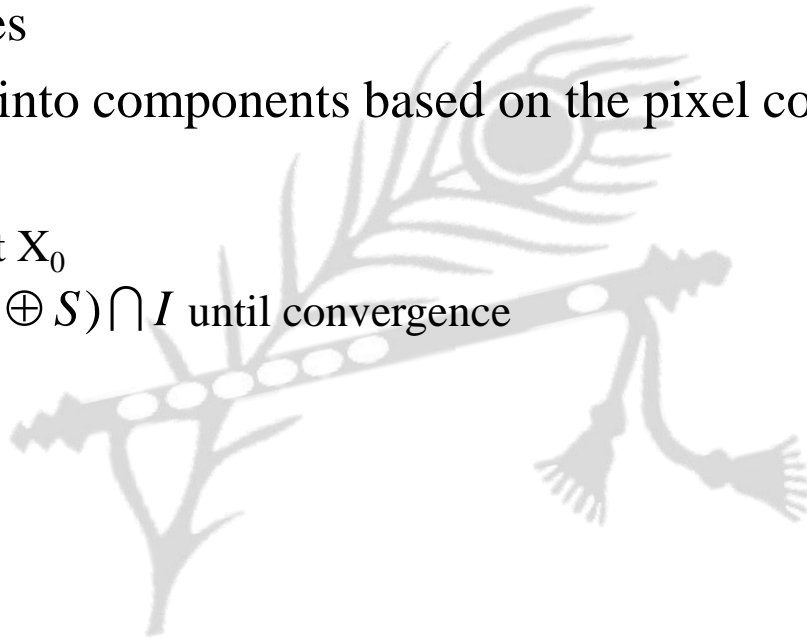 es
into components based on the pixel co
t X₀
⊕ S)⋂ I until convergence